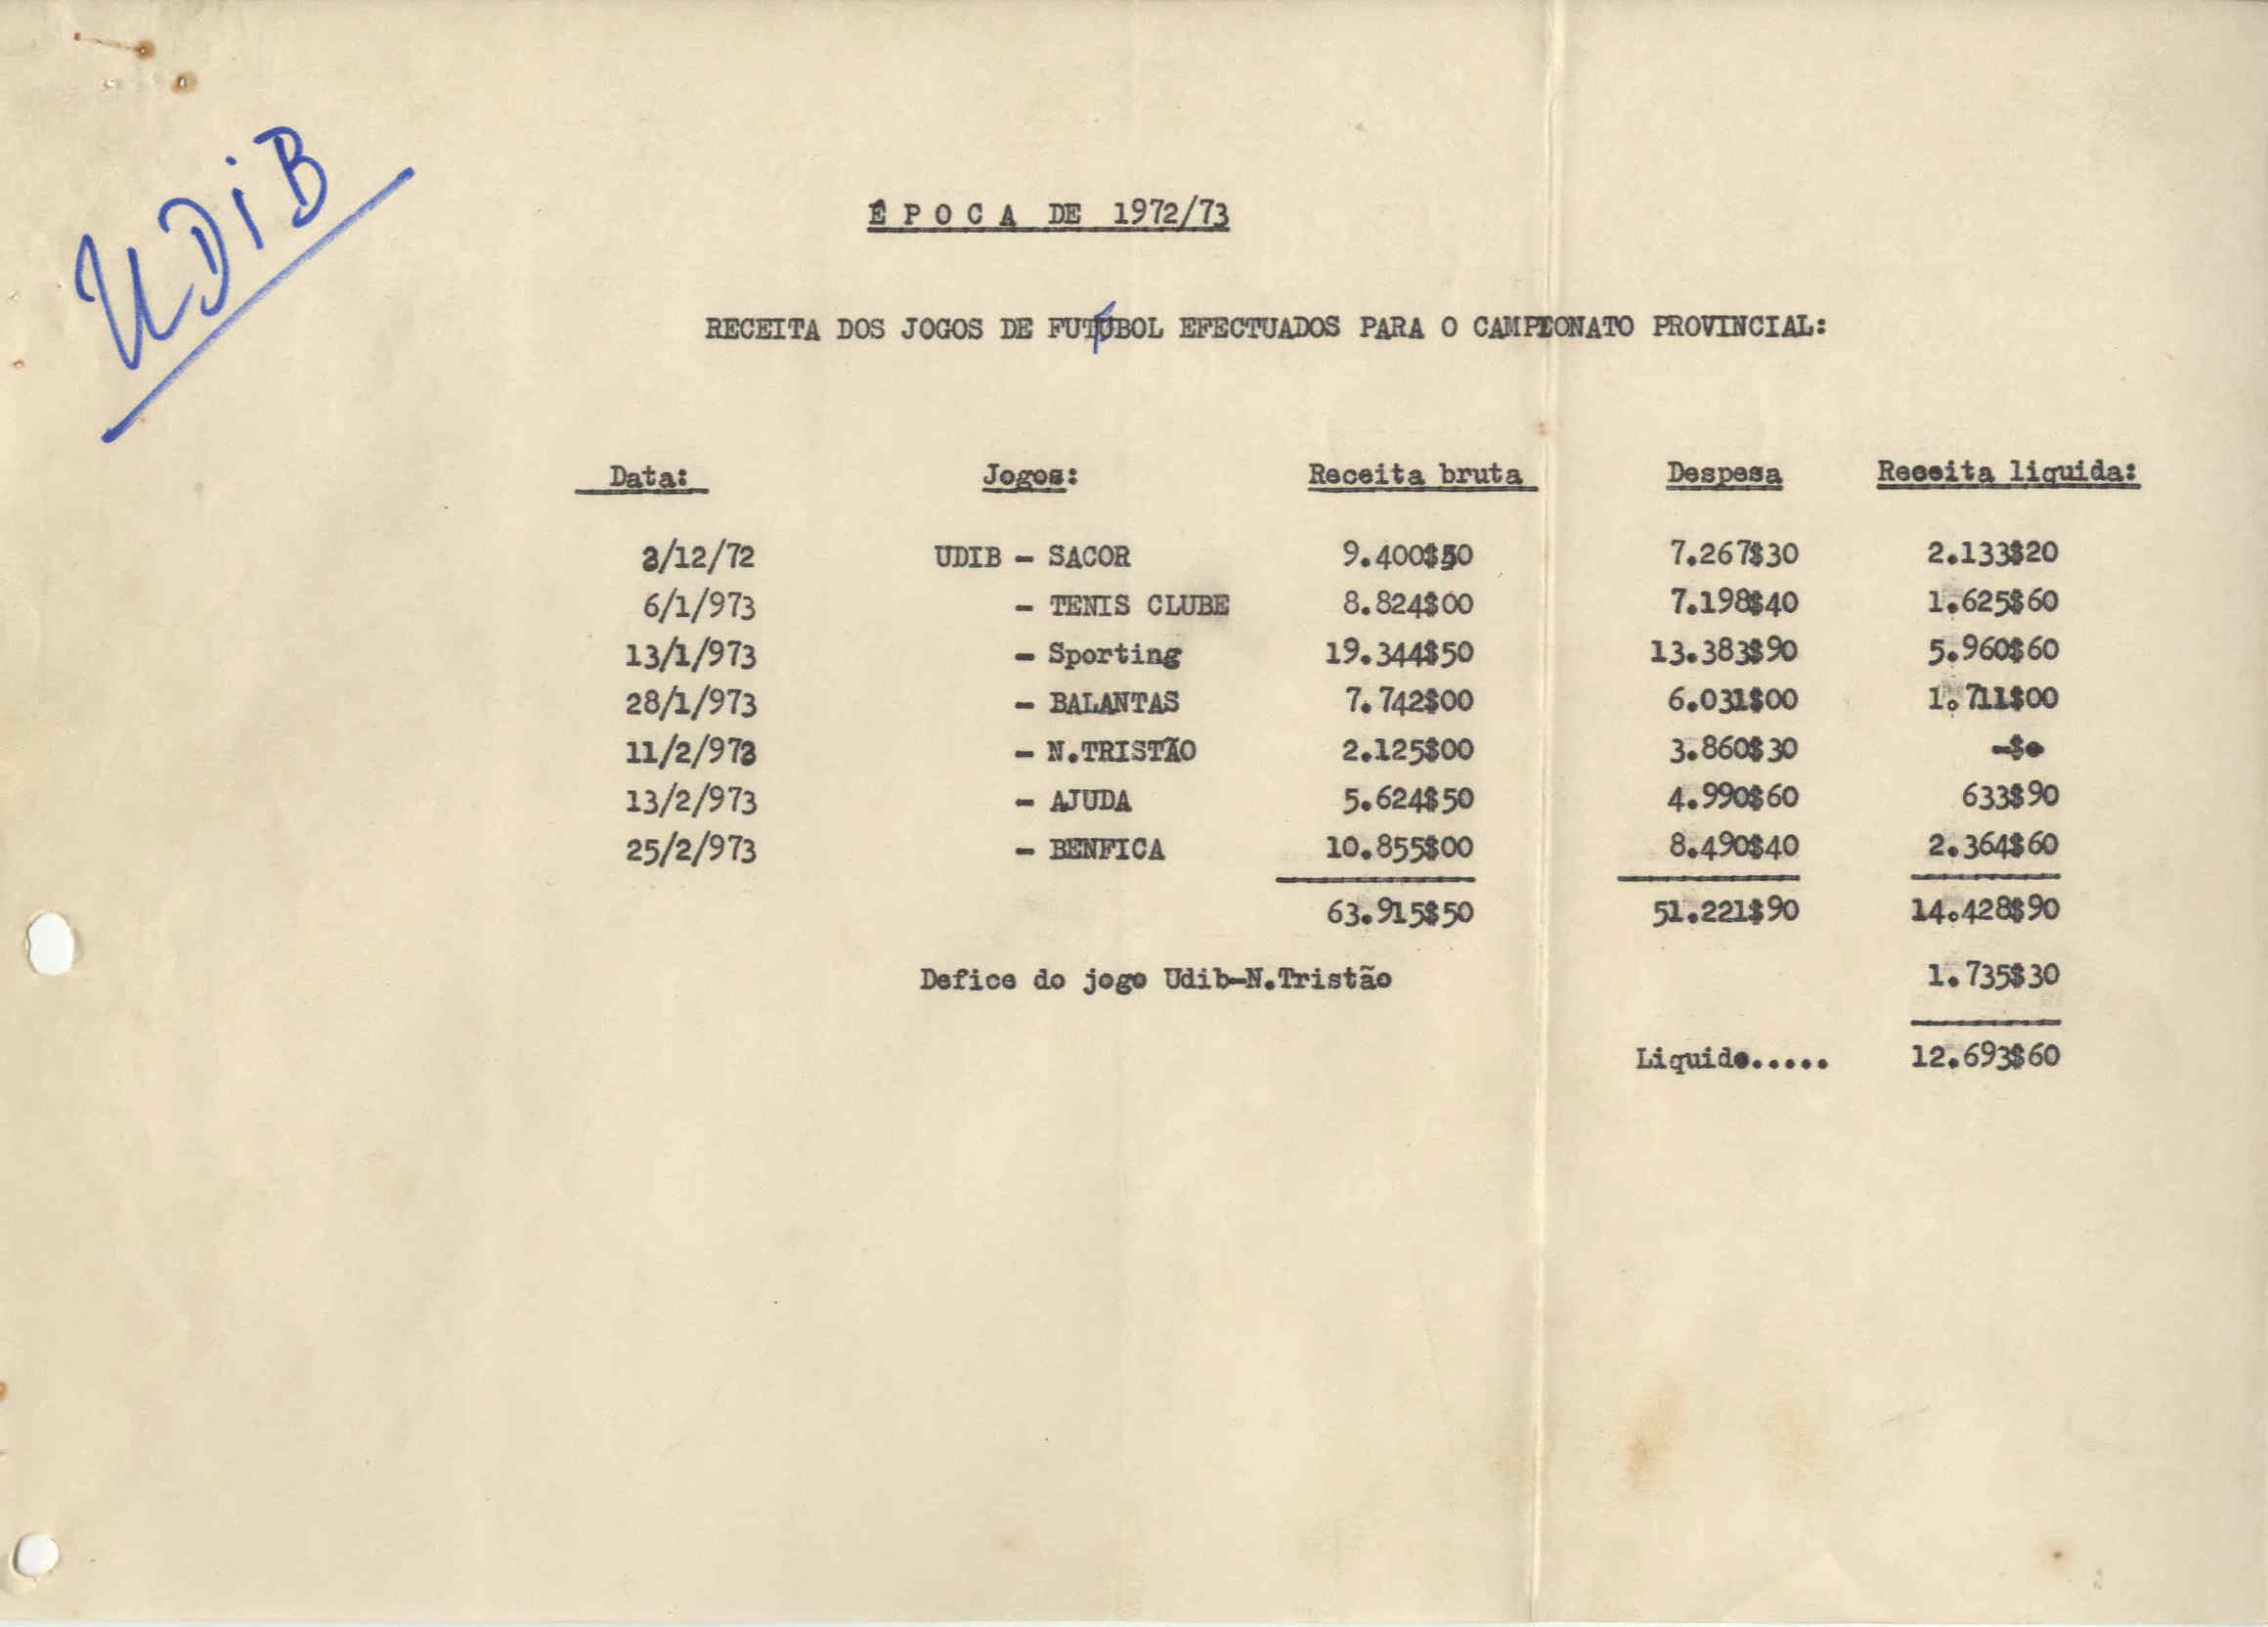 UDiB
ÉPOCA DE 1972/73
RECEITA DOS JOGOS DE FUTUBOL EFECTUADOS PARA O CAMPEONATO PROVINCIAL:
Data: Jogos: Receita bruta Despesa Receita liquida:
3/12/72 UDIB - SACOR 9.400$50 7.267$30 2.133$20
6/1/973 - TENIS CLUBE 8.824$00 7.198$40 1.625$60
13/1/973 - Sporting 19.344$50 13.383$90 5.960$60
28/1/973 - BALANTAS 7.742$00 6.031$00 1.711$00
11/2/973 - N.TRISTÃO 2.125$00 3.860$30 -$-
13/2/973 - AJUDA 5.624$50 4.990$60 633$90
25/2/973 - BENFICA 10.855$00 8.490$40 2.364$60
63.915$50 51.221$90 14.428$90
Defice do jogo Udib-N.Tristão 1.735$30
Liquido..... 12.693$60